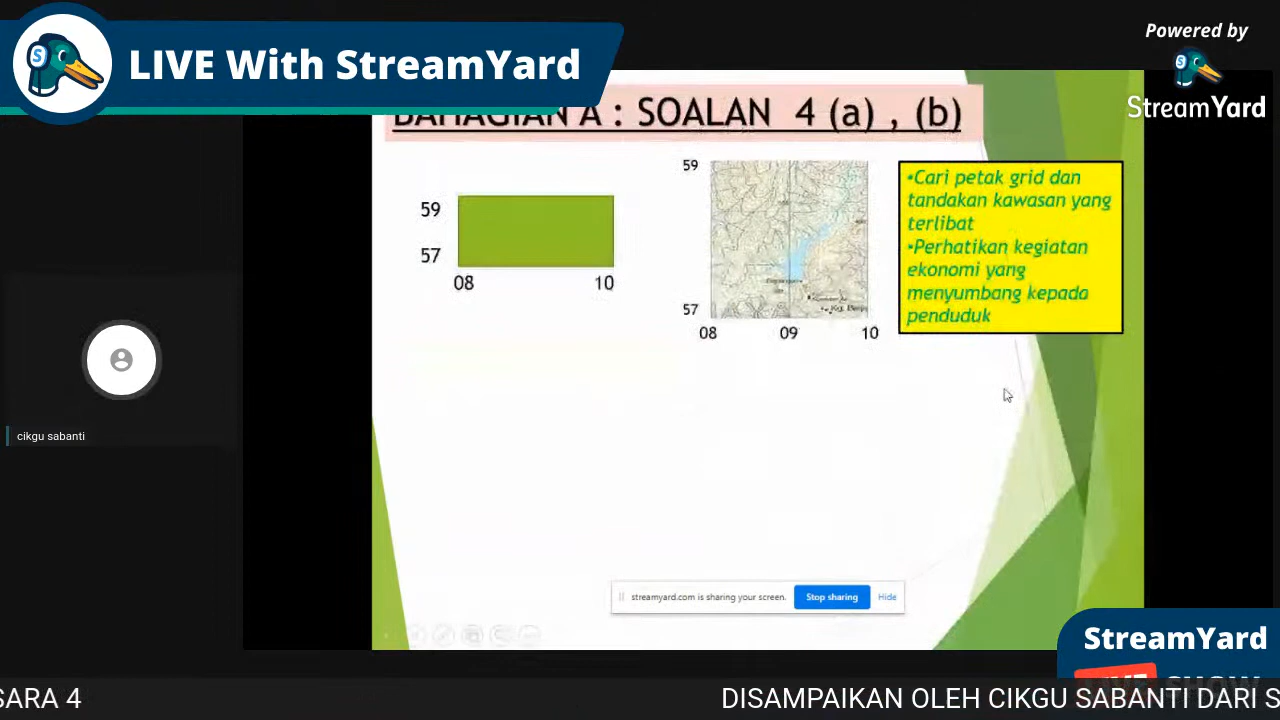 LIVE With StreamYard
Powered by
StreamYard
BAHAGIAN A : SOALAN 4 (a) , (b)
59
57
08
10
59
57
08
09
10
•Cari petak grid dan
tandakan kawasan yang
terlibat
•Perhatikan kegiatan
ekonomi yang
menyumbang kepada
penduduk
cikgu sabanti
streamyard.com is sharing your screen.
Stop sharing
Hide
StreamYard
LIVE SHOW
SARA 4
DISAMPAIKAN OLEH CIKGU SABANTI DARI S